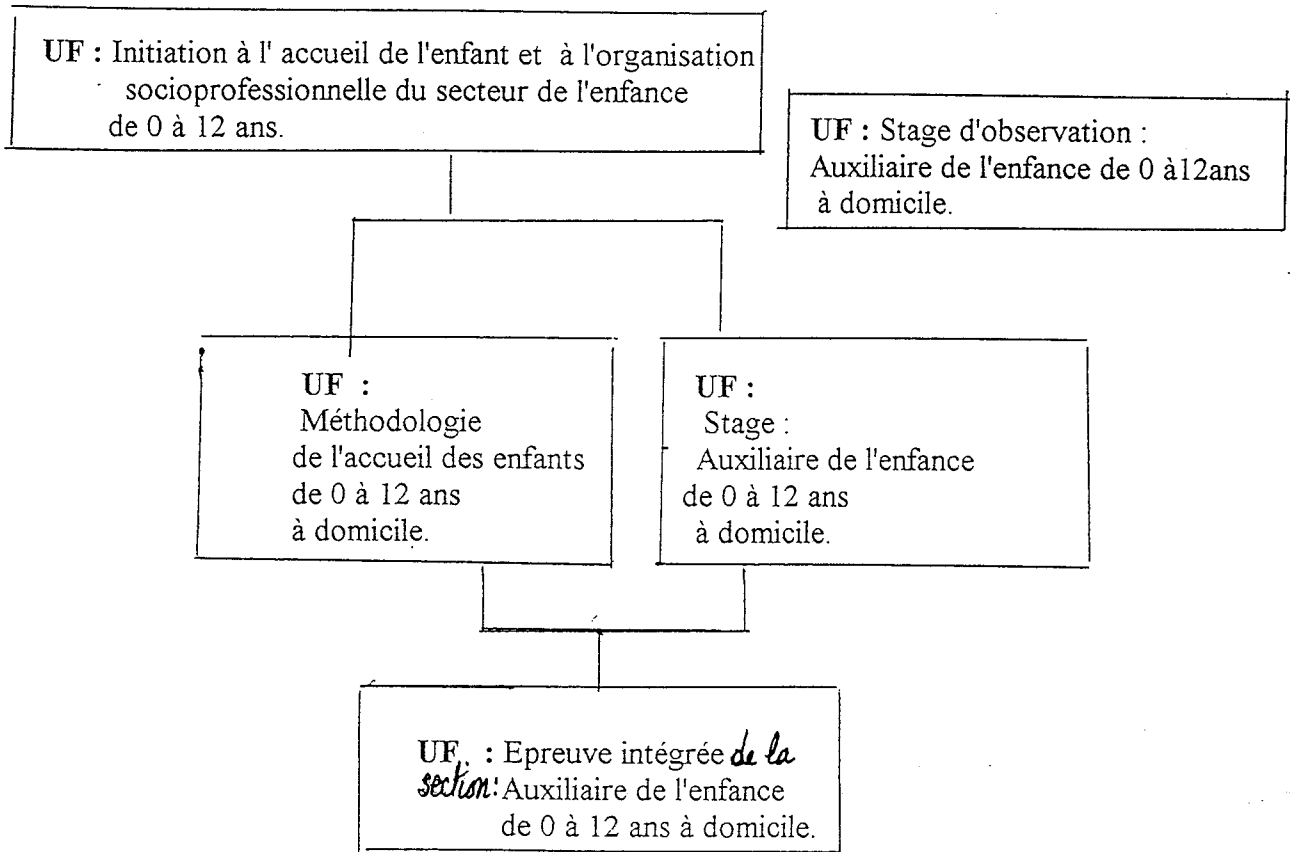 UF : Initiation à l' accueil de l'enfant et à l'organisation
socioprofessionnelle du secteur de l'enfance
de 0 à 12 ans.
UF : Stage d'observation :
Auxiliaire de l'enfance de 0 à12ans
à domicile.
UF :
Méthodologie
de l'accueil des enfants
de 0 à 12 ans
à domicile.
UF :
Stage :
Auxiliaire de l'enfance
de 0 à 12 ans
à domicile.
UF : Epreuve intégrée de la
section: Auxiliaire de l'enfance
de 0 à 12 ans à domicile.